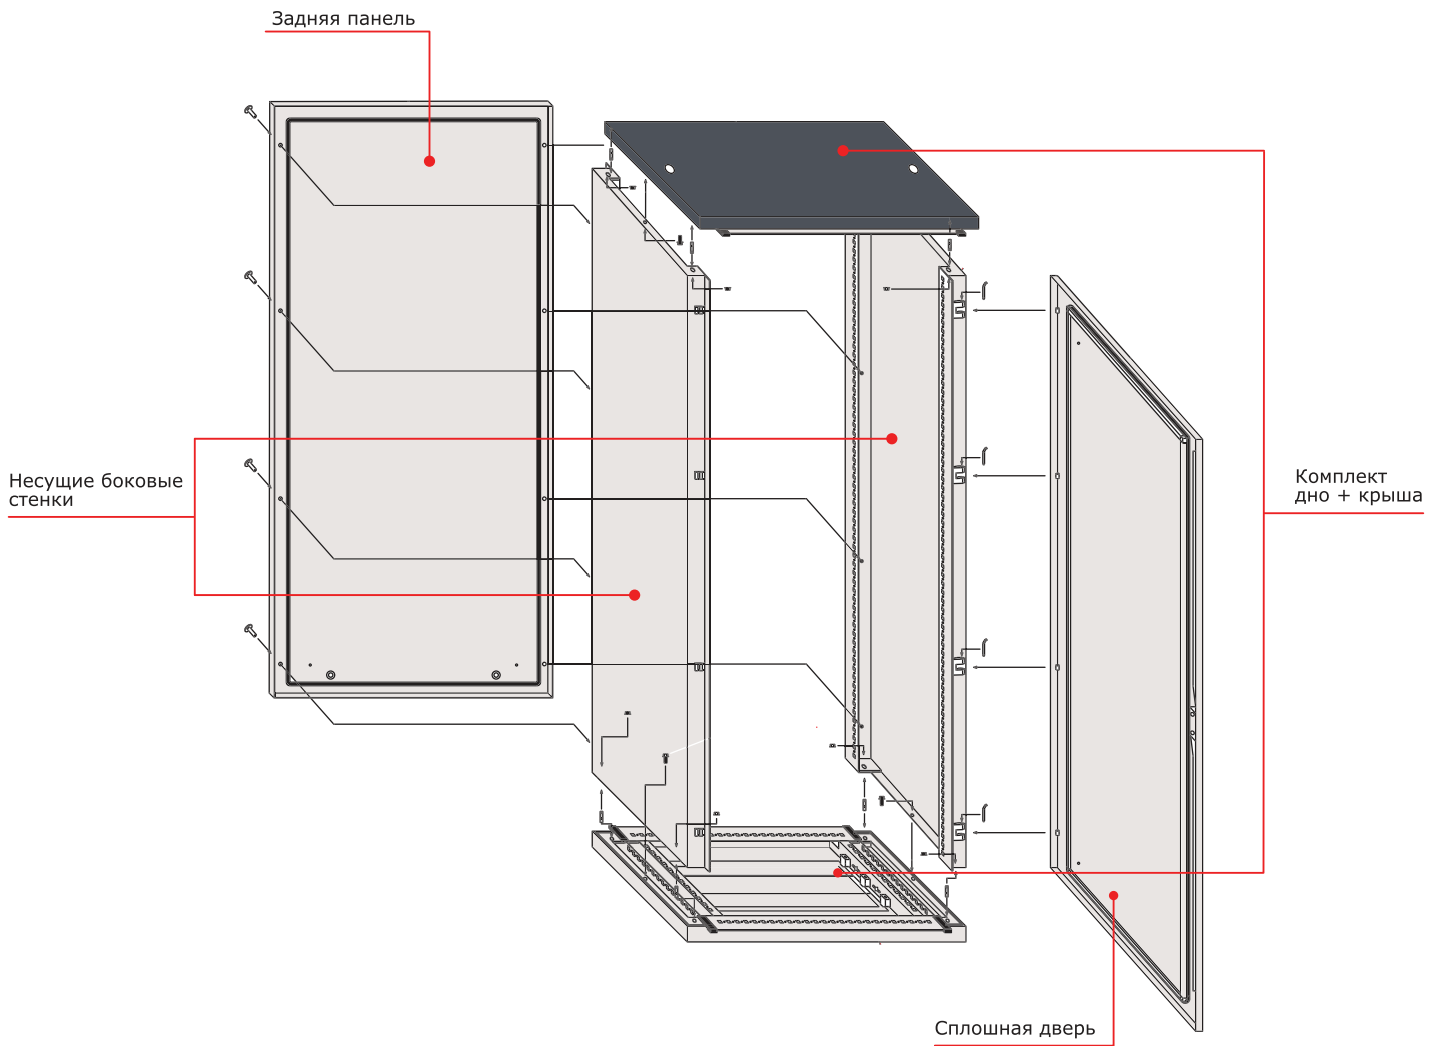 Задняя панель
Несущие боковые
стенки
Комплект
дно + крыша
Сплошная дверь